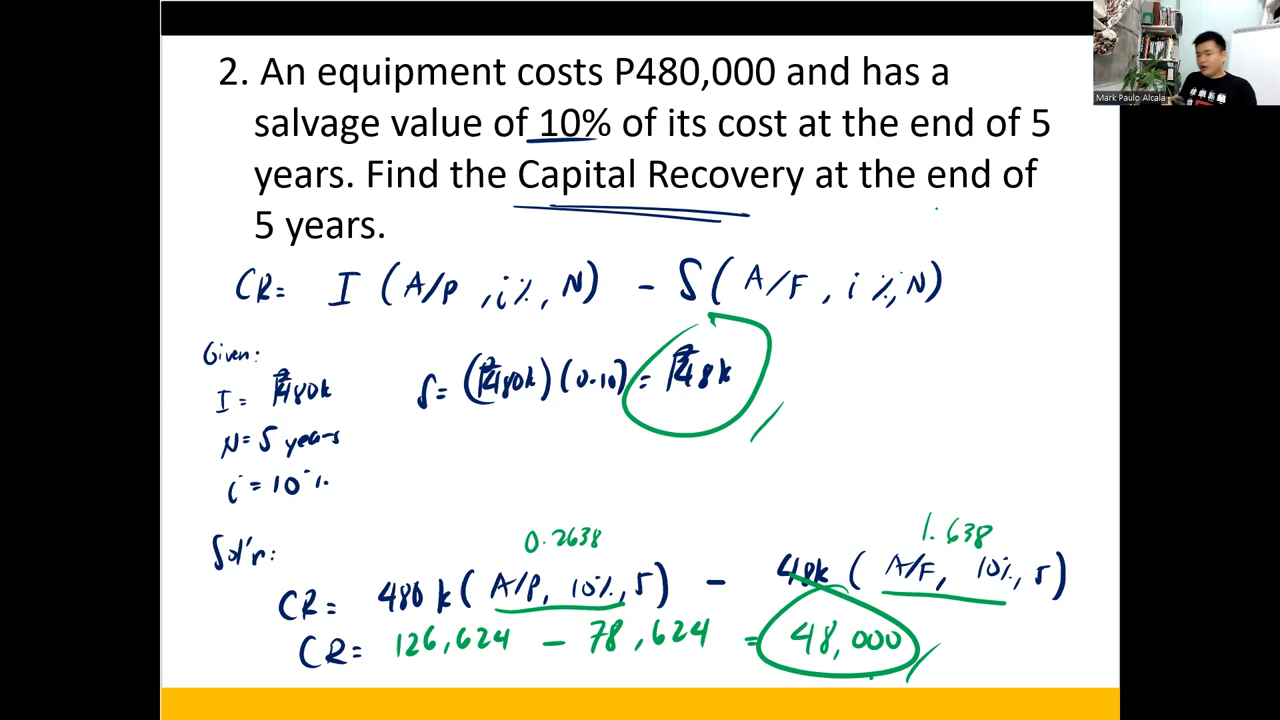 2. An equipment costs P480,000 and has a
salvage value of 10% of its cost at the end of 5
years. Find the Capital Recovery at the end of
5 years.
CR= I (A/P, i%, N) - S(A/F, i%, N)
Given:
I = ₱480k
N= 5 years
i = 10%
S= (₱480k)(0.10) = ₱48k
Sol'n:
0.2638
1.638
CR= 480k (A/P, 10%, 5) - 48k (A/F, 10%, 5)
CR= 126,624 - 78,624 = 48,000
Mark Paulo Alcala